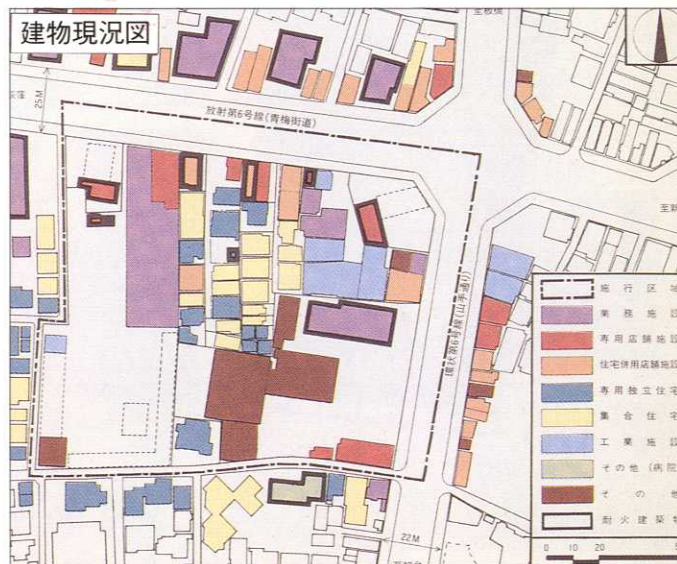 建物現況図
至板橋
25M
放射第6号線(青梅街道)
環状第6号線(山手通り)
22M
施行区域
業務施設
専用店舗施設
住宅併用店舗施設
専用独立住宅
集合住宅
工業施設
その他(病院
その他
耐火建築物
0 10 20